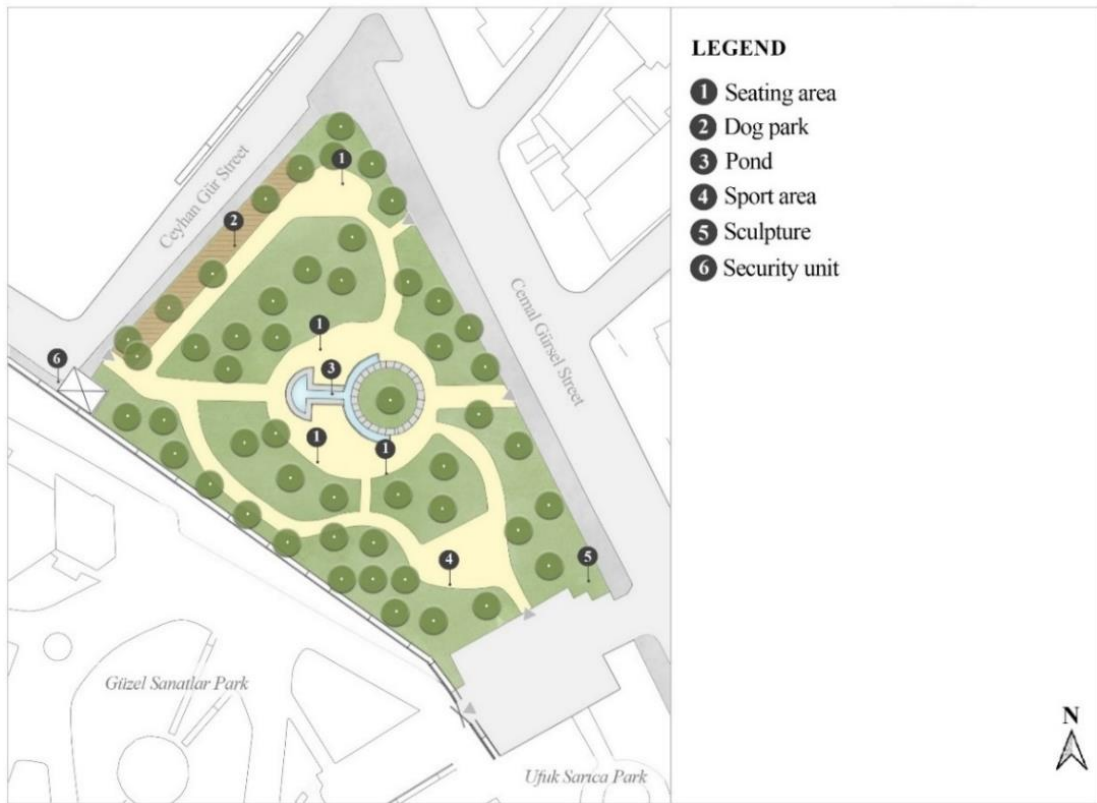 LEGEND
1 Seating area
2 Dog park
3 Pond
4 Sport area
5 Sculpture
6 Security unit
1
Ceyhan Gür Street
2
Cemal Gürsel Street
1
6
3
1
1
4
5
Güzel Sanatlar Park
Ufuk Sarıca Park
N